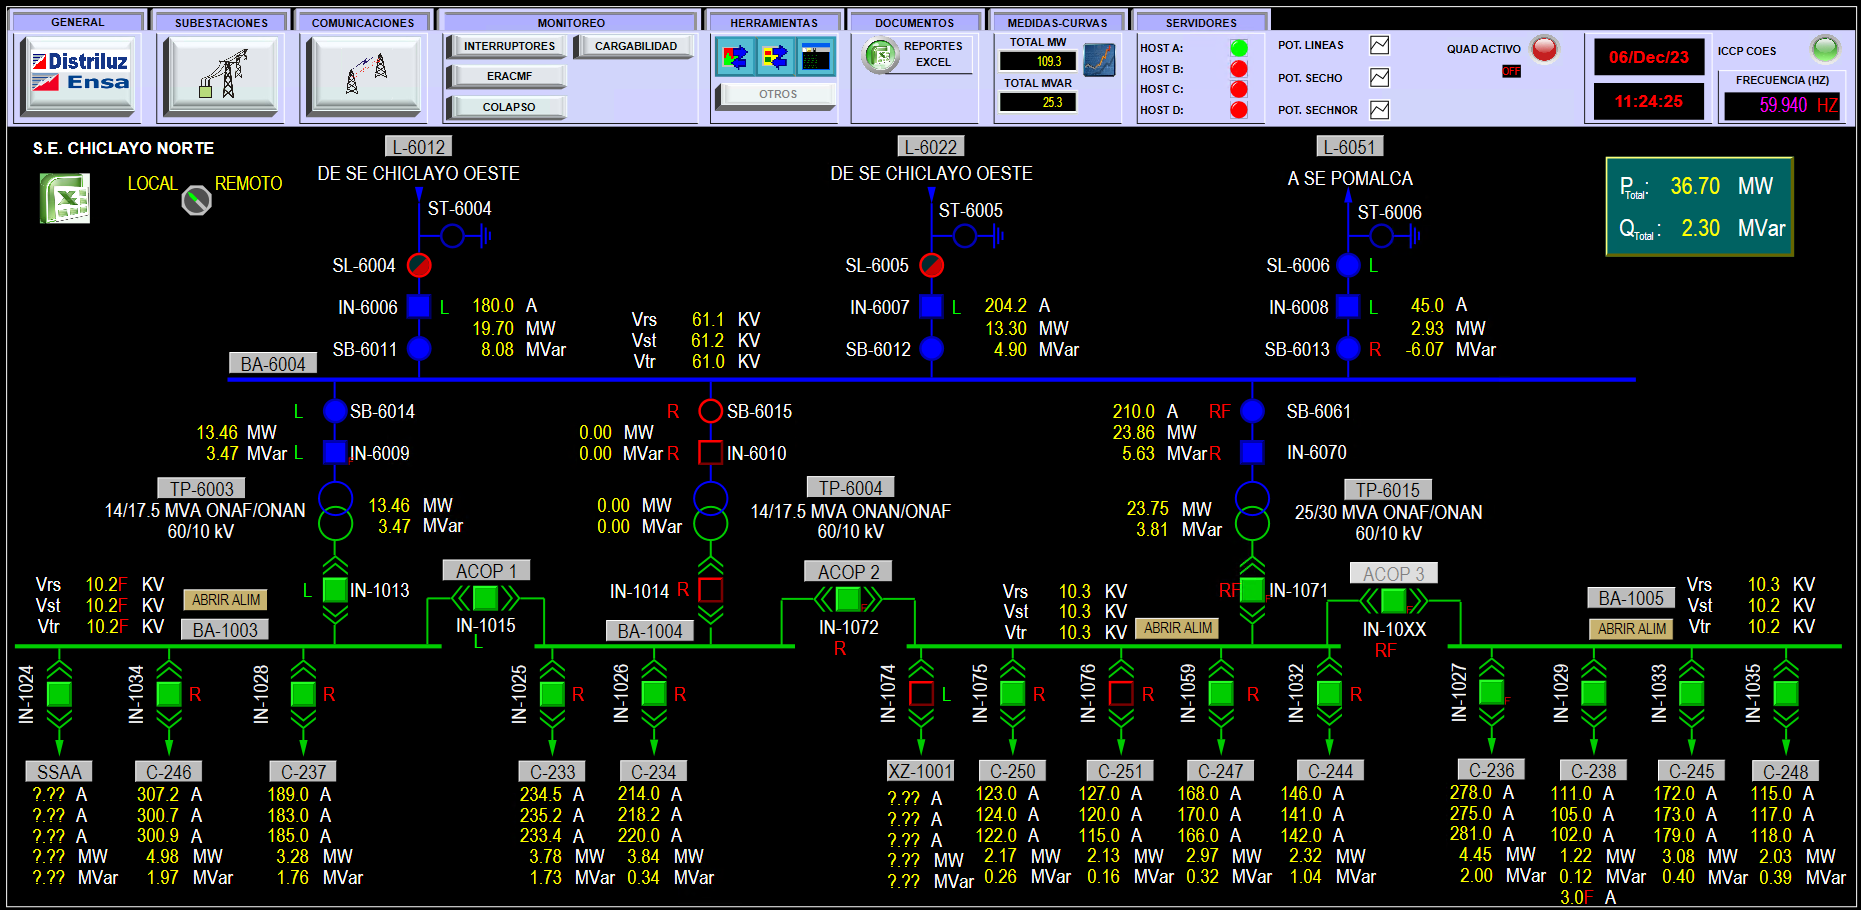 GENERAL
SUBESTACIONES
COMUNICACIONES
MONITOREO
HERRAMIENTAS
DOCUMENTOS
MEDIDAS-CURVAS
SERVIDORES
Distriluz
Ensa
INTERRUPTORES
CARGABILIDAD
ERACMF
COLAPSO
OTROS
REPORTES
EXCEL
TOTAL MW
109.3
TOTAL MVAR
25.3
HOST A:
HOST B:
HOST C:
HOST D:
POT. LINEAS
POT. SECHO
POT. SECHNOR
QUAD ACTIVO
OFF
06/Dec/23
11:24:25
ICCP COES
FRECUENCIA (HZ)
59.940 HZ
S.E. CHICLAYO NORTE
LOCAL REMOTO
L-6012
DE SE CHICLAYO OESTE
ST-6004
SL-6004
IN-6006 L 180.0 A
19.70 MW
SB-6011 8.08 MVar
Vrs 61.1 KV
Vst 61.2 KV
Vtr 61.0 KV
L-6022
DE SE CHICLAYO OESTE
ST-6005
SL-6005
IN-6007 L 204.2 A
13.30 MW
SB-6012 4.90 MVar
L-6051
A SE POMALCA
ST-6006
SL-6006 L
IN-6008 L 45.0 A
2.93 MW
SB-6013 R -6.07 MVar
PTotal: 36.70 MW
QTotal: 2.30 MVar
BA-6004
L SB-6014
13.46 MW
3.47 MVar L IN-6009
TP-6003
14/17.5 MVA ONAF/ONAN
60/10 kV
13.46 MW
3.47 MVar
R SB-6015
0.00 MW
0.00 MVar R IN-6010
0.00 MW
0.00 MVar
TP-6004
14/17.5 MVA ONAN/ONAF
60/10 kV
210.0 A RF SB-6061
23.86 MW
5.63 MVar R IN-6070
23.75 MW
3.81 MVar
TP-6015
25/30 MVA ONAF/ONAN
60/10 kV
Vrs 10.2F KV
Vst 10.2F KV
Vtr 10.2F KV
ABRIR ALIM
BA-1003
L IN-1013
ACOP 1
IN-1015
L
IN-1014 R
BA-1004
ACOP 2
F
IN-1072
R
Vrs 10.3 KV
Vst 10.3 KV
Vtr 10.3 KV
ABRIR ALIM
RF IN-1071
ACOP 3
F
IN-10XX
RF
BA-1005
ABRIR ALIM
Vrs 10.3 KV
Vst 10.2 KV
Vtr 10.2 KV
IN-1024
IN-1034 R
IN-1028 R
IN-1025 R
IN-1026 R
IN-1074 L
IN-1075 R
IN-1076 R
IN-1059 R
IN-1032 R
IN-1027 F
IN-1029
IN-1033
IN-1035
SSAA
?.?? A
?.?? A
?.?? A
?.?? MW
?.?? MVar
C-246
307.2 A
300.7 A
300.9 A
4.98 MW
1.97 MVar
C-237
189.0 A
183.0 A
185.0 A
3.28 MW
1.76 MVar
C-233
234.5 A
235.2 A
233.4 A
3.78 MW
1.73 MVar
C-234
214.0 A
218.2 A
220.0 A
3.84 MW
0.34 MVar
XZ-1001
?.?? A
?.?? A
?.?? A
?.?? MW
?.?? MVar
C-250
123.0 A
124.0 A
122.0 A
2.17 MW
0.26 MVar
C-251
127.0 A
120.0 A
115.0 A
2.13 MW
0.16 MVar
C-247
168.0 A
170.0 A
166.0 A
2.97 MW
0.32 MVar
C-244
146.0 A
141.0 A
142.0 A
2.32 MW
1.04 MVar
C-236
278.0 A
275.0 A
281.0 A
4.45 MW
2.00 MVar
C-238
111.0 A
105.0 A
102.0 A
1.22 MW
0.12 MVar
3.0F A
C-245
172.0 A
173.0 A
179.0 A
3.08 MW
0.40 MVar
C-248
115.0 A
117.0 A
118.0 A
2.03 MW
0.39 MVar